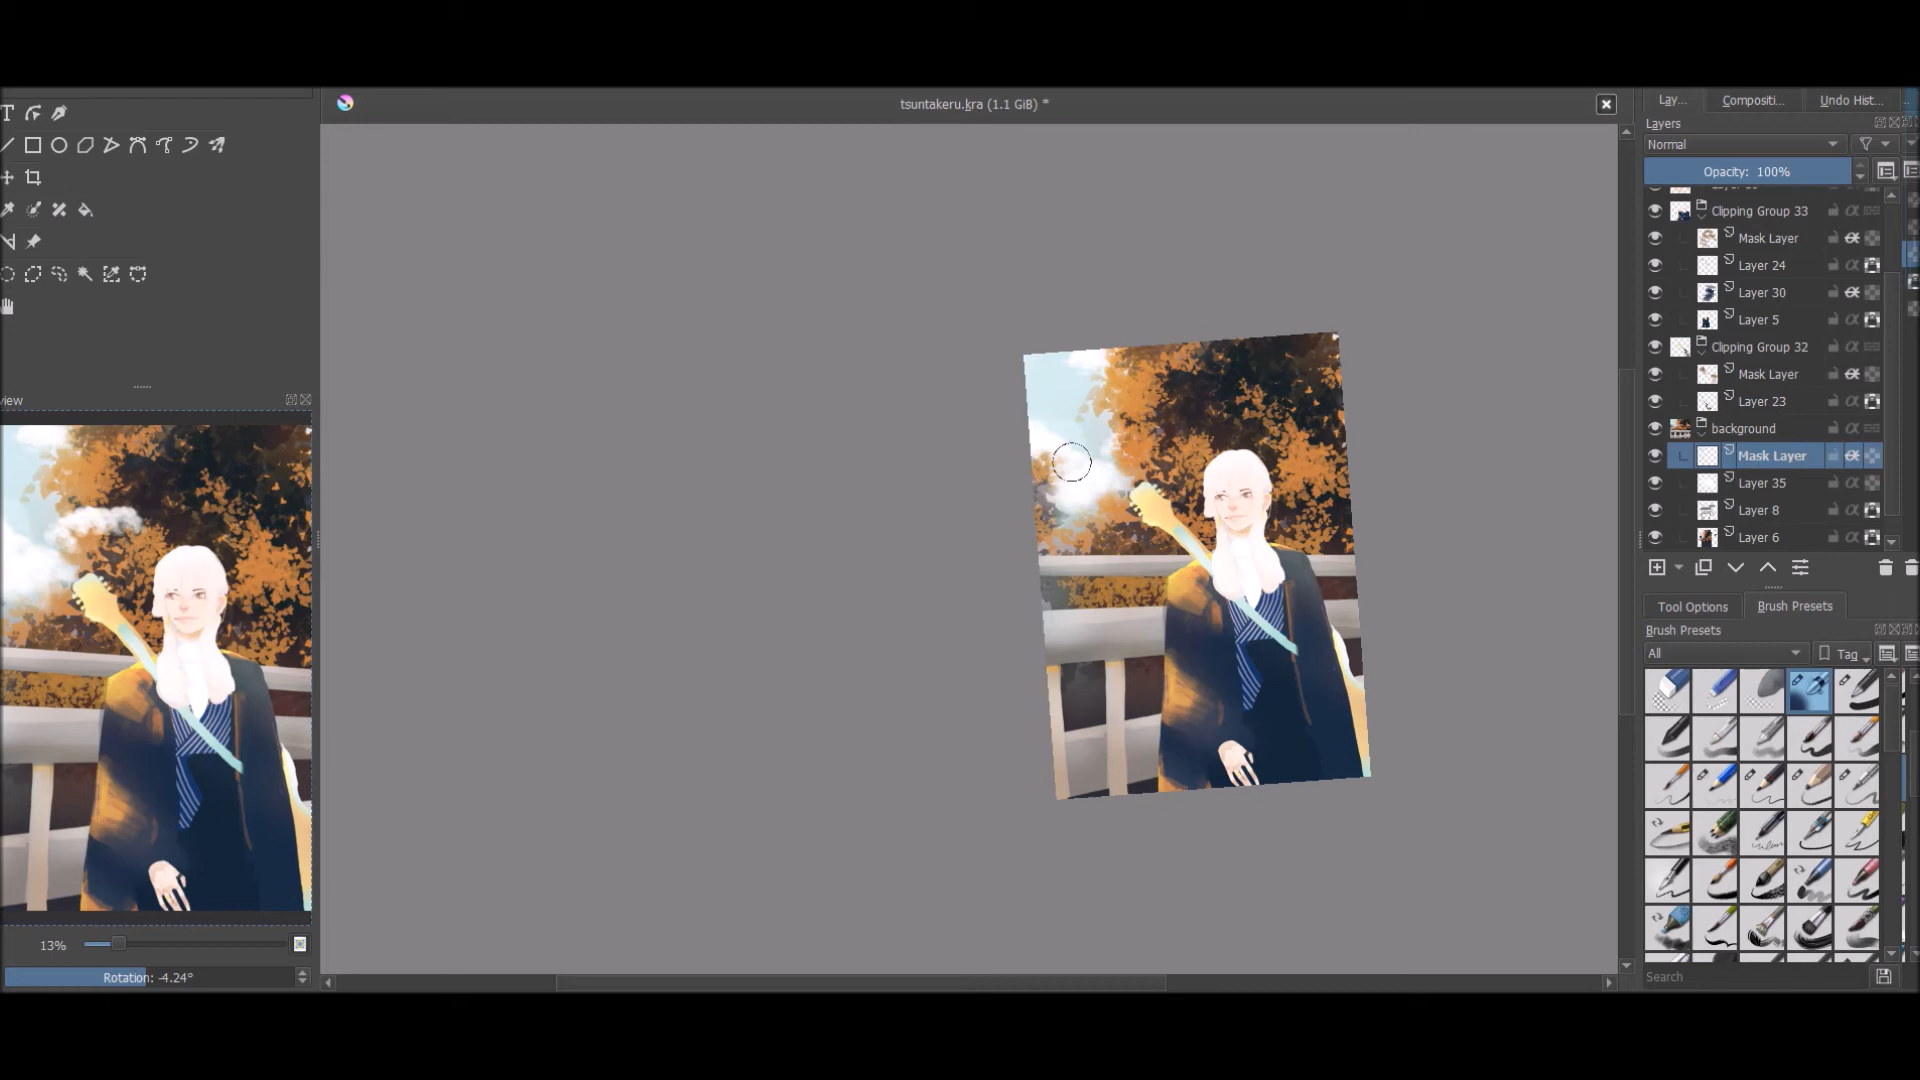 tsuntakeru.kra (1.1 GiB) *
Lay...
Compositi...
Undo Hist...
Layers
Normal
Opacity: 100%
Clipping Group 33
Mask Layer
Layer 24
Layer 30
Layer 5
Clipping Group 32
Mask Layer
Layer 23
background
Mask Layer
Layer 35
Layer 8
Layer 6
iew
Tool Options
Brush Presets
Brush Presets
All
Tag
13%
Rotation: -4.24°
Search